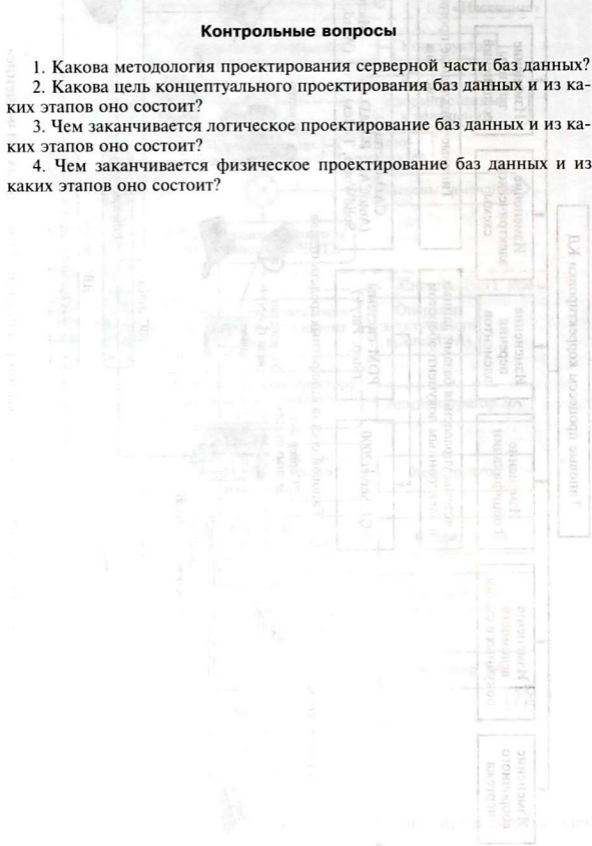 Контрольные вопросы
1. Какова методология проектирования серверной части баз данных?
2. Какова цель концептуального проектирования баз данных и из ка-
ких этапов оно состоит?
3. Чем заканчивается логическое проектирование баз данных и из ка-
ких этапов оно состоит?
4. Чем заканчивается физическое проектирование баз данных и из
каких этапов оно состоит?